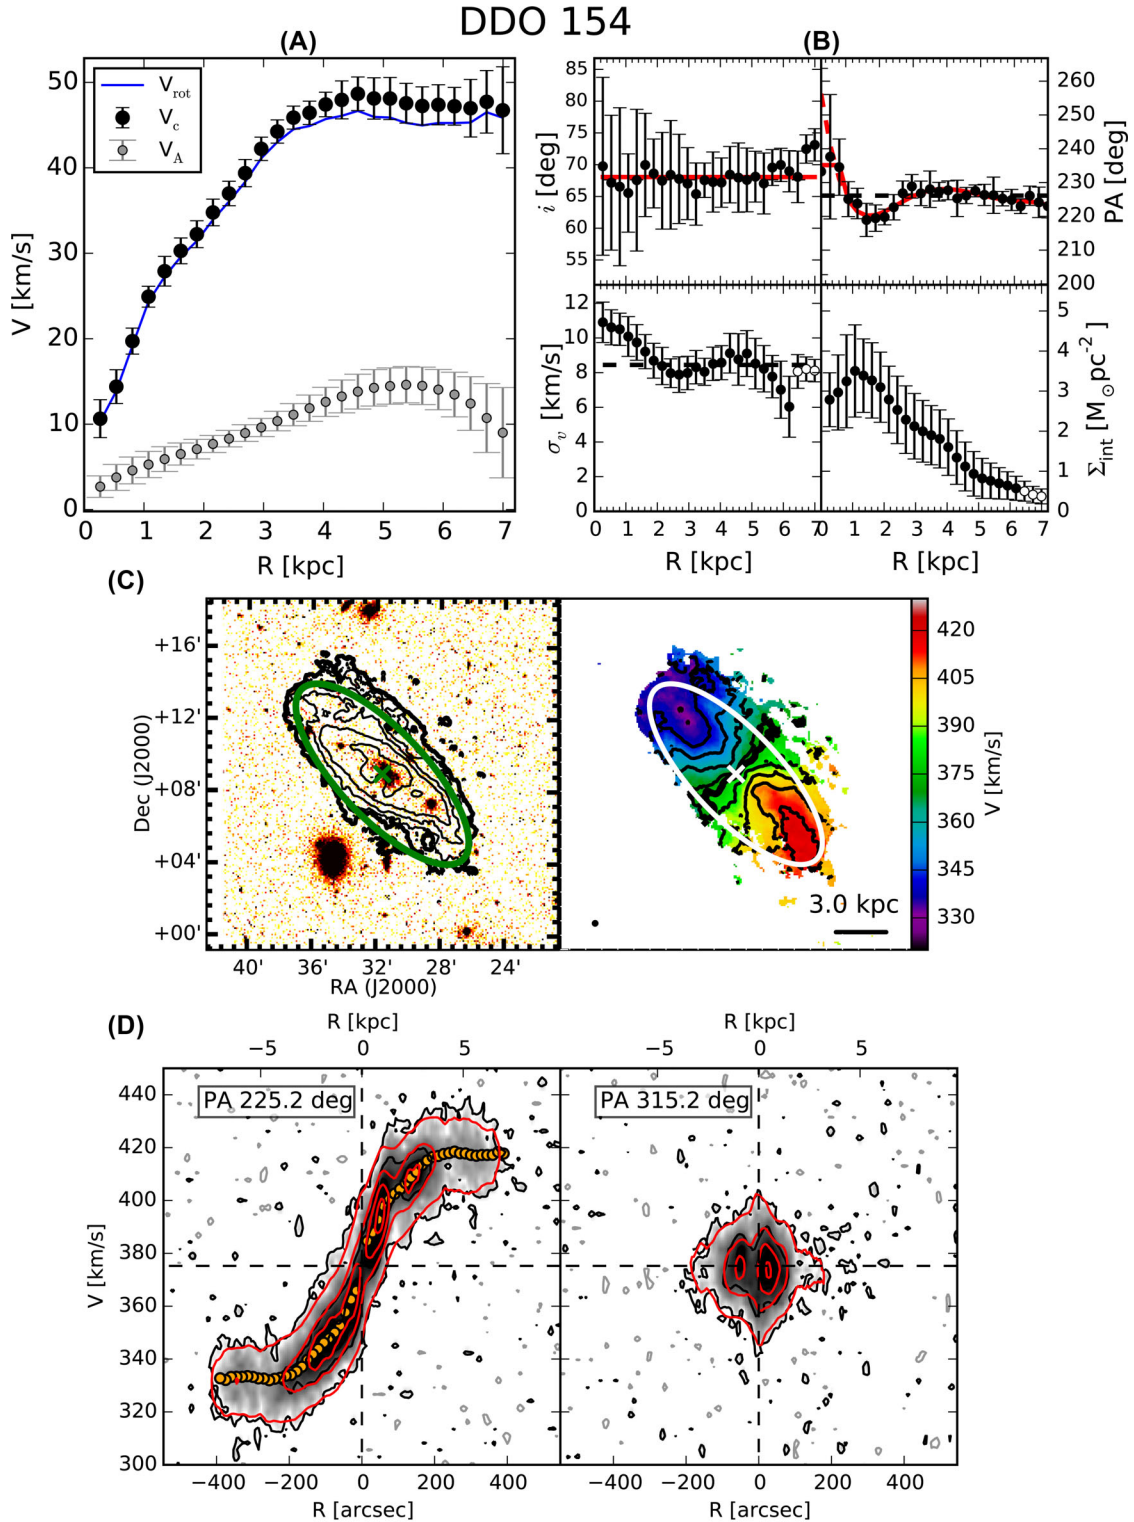 DDO 154
(A)
(B)
V_rot
V_c
V_A
50
40
30
20
10
0
V [km/s]
0 1 2 3 4 5 6 7
R [kpc]
85
80
75
70
65
60
55
i [deg]
260
250
240
230
220
210
200
PA [deg]
12
10
8
6
4
2
0
σ_v [km/s]
5
4
3
2
1
0
Σ_int [M_⊙pc^−2]
0 1 2 3 4 5 6 7
0 1 2 3 4 5 6 7
R [kpc]
R [kpc]
(C)
+16'
+12'
+08'
+04'
+00'
Dec (J2000)
40' 36' 32' 28' 24'
RA (J2000)
3.0 kpc
420
405
390
375
360
345
330
V [km/s]
(D)
R [kpc]
R [kpc]
−5 0 5
−5 0 5
PA 225.2 deg
PA 315.2 deg
440
420
400
380
360
340
320
300
V [km/s]
−400 −200 0 200 400
−400 −200 0 200 400
R [arcsec]
R [arcsec]